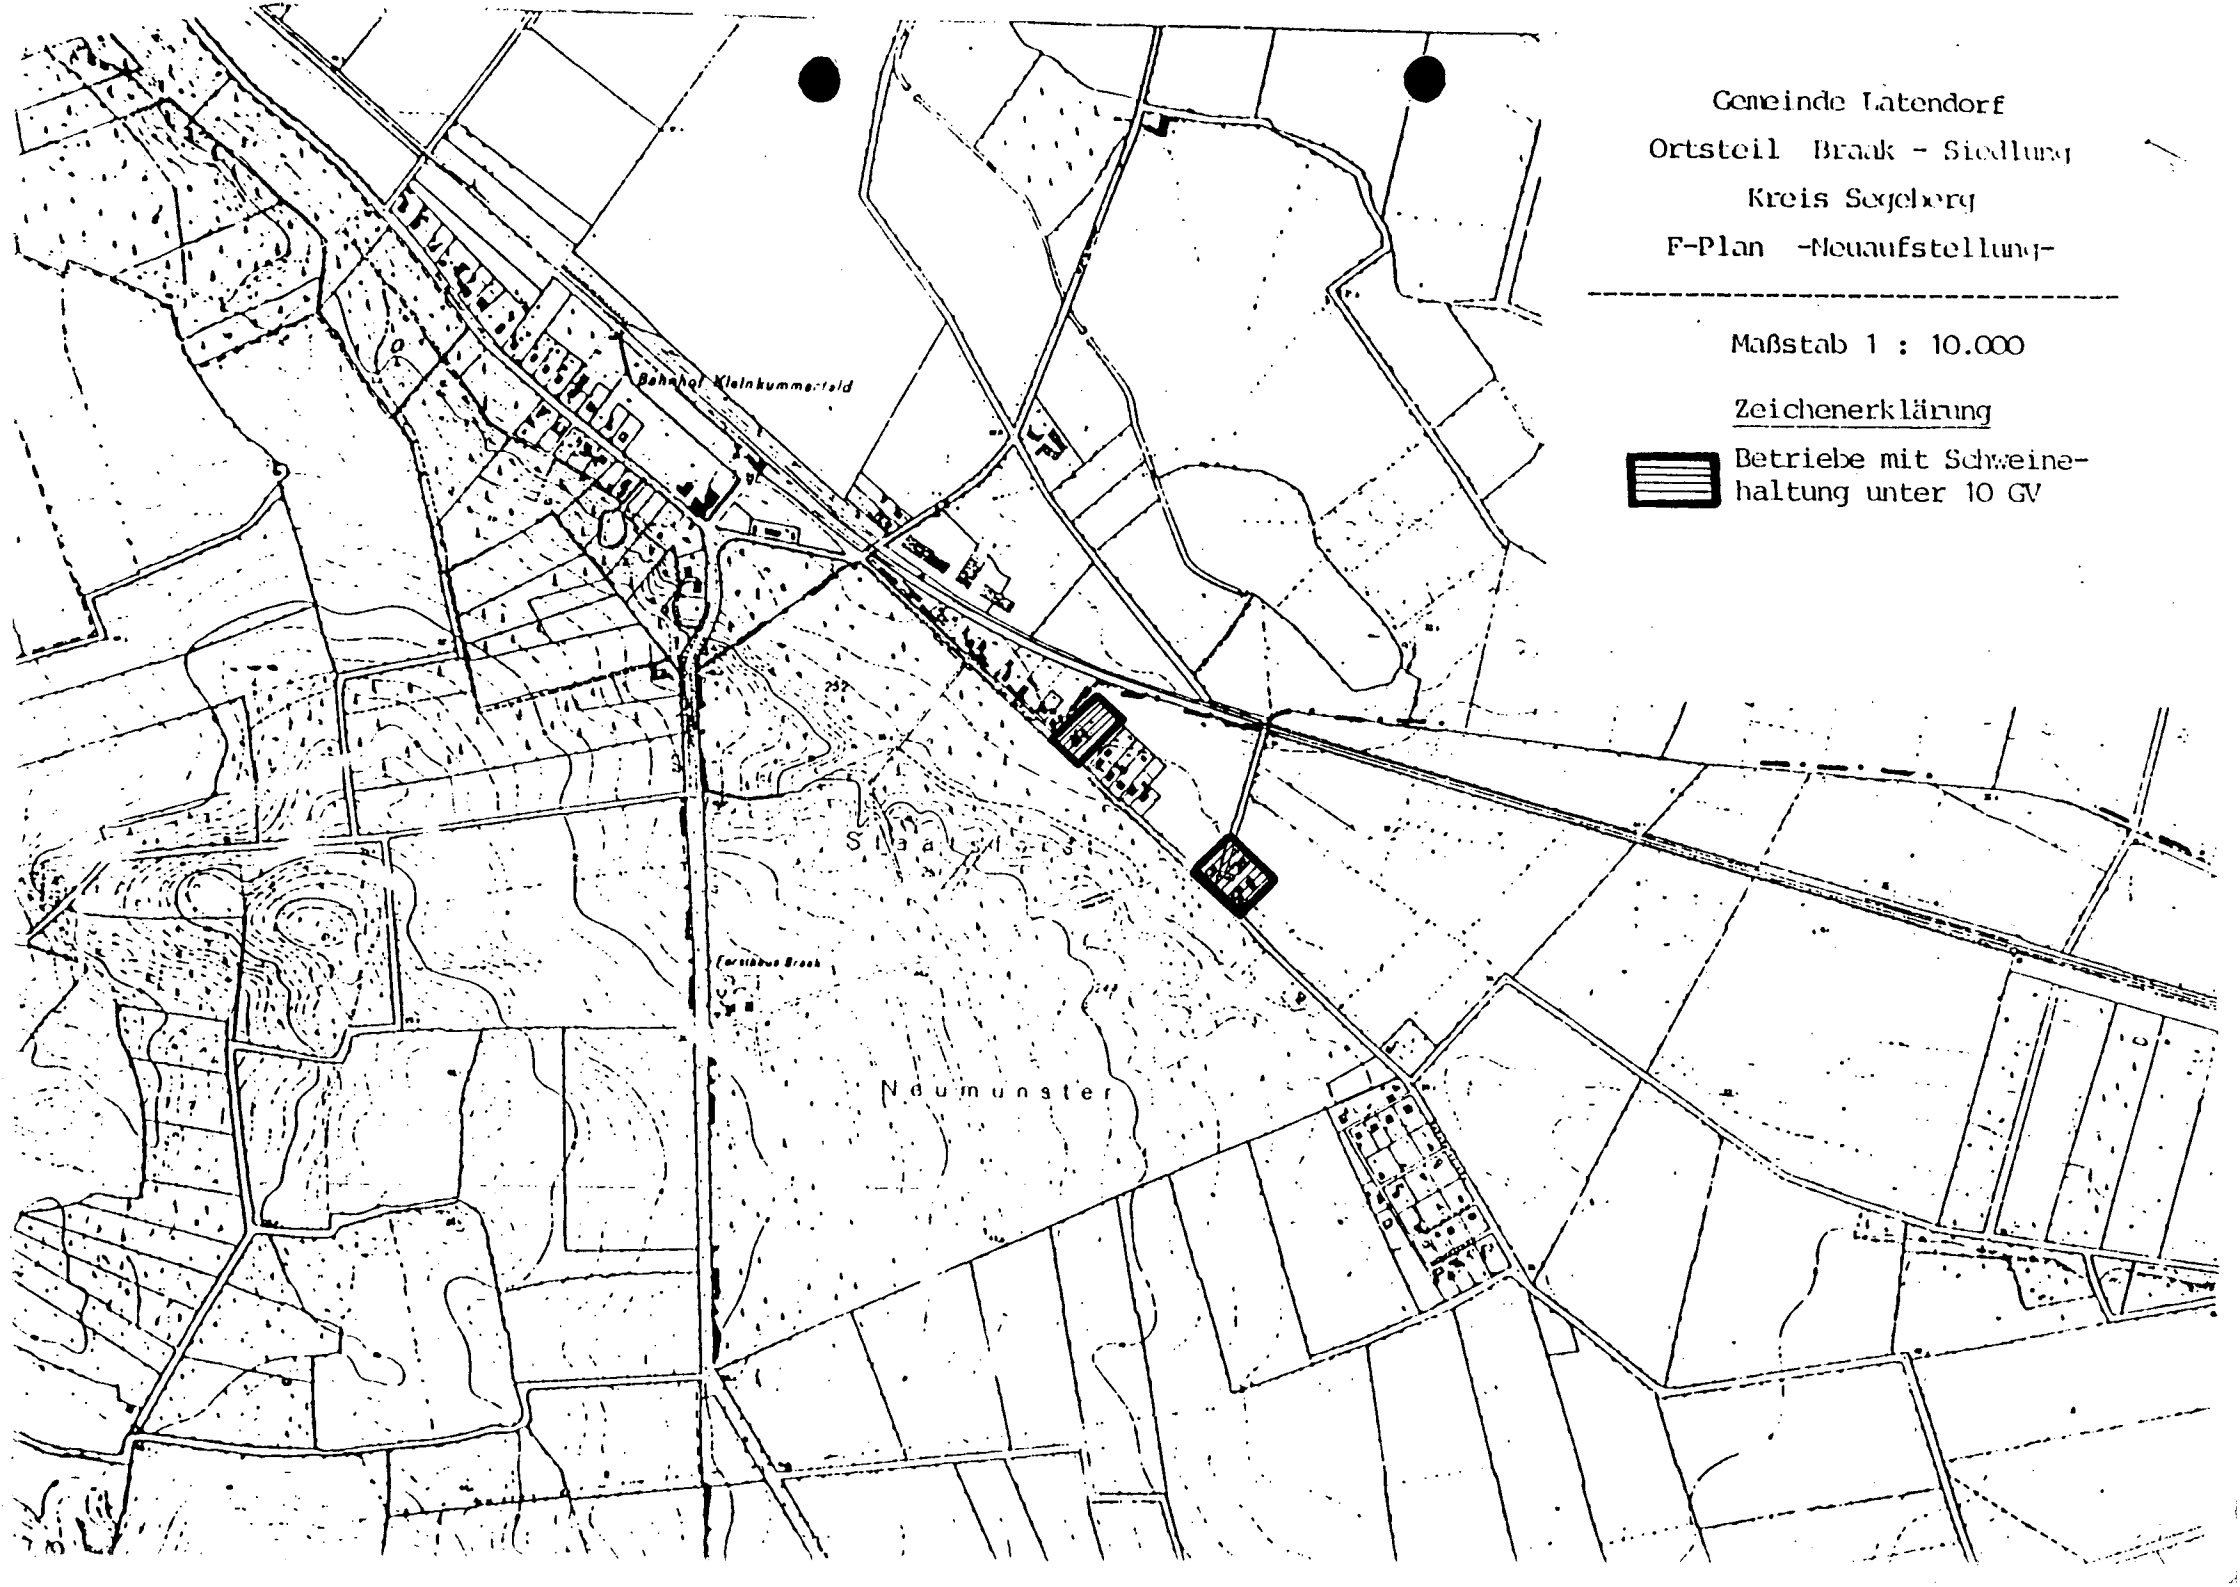 Gemeinde Latendorf
Ortsteil Braak - Siedlung
Kreis Segeberg
F-Plan -Neuaufstellung-
Maßstab 1 : 10.000
Zeichenerklärung
Betriebe mit Schweine-
haltung unter 10 GV
Bahnhof Kleinkummerfeld
232
Staatsforst
Forsthaus Braak
Neumünster